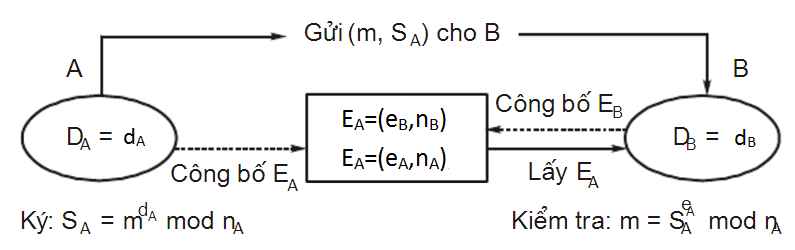 Gửi (m, S_A) cho B
A
B
D_A = d_A
Công bố E_A
E_A=(e_B,n_B)
E_A=(e_A,n_A)
Công bố E_B
Lấy E_A
D_B = d_B
Ký: S_A = m^d_A mod n_A
Kiểm tra: m = S_A^e_A mod n_A